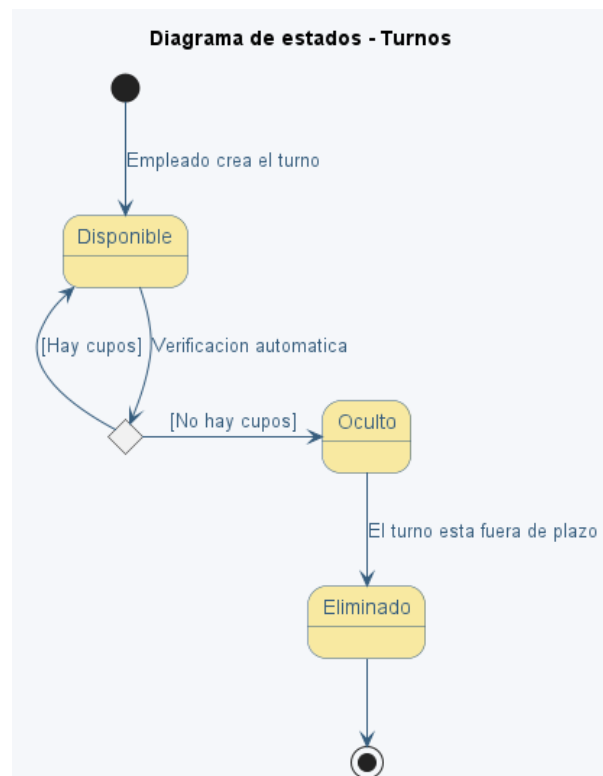 Diagrama de estados - Turnos
Empleado crea el turno
Disponible
[Hay cupos]
Verificacion automatica
[No hay cupos]
Oculto
El turno esta fuera de plazo
Eliminado